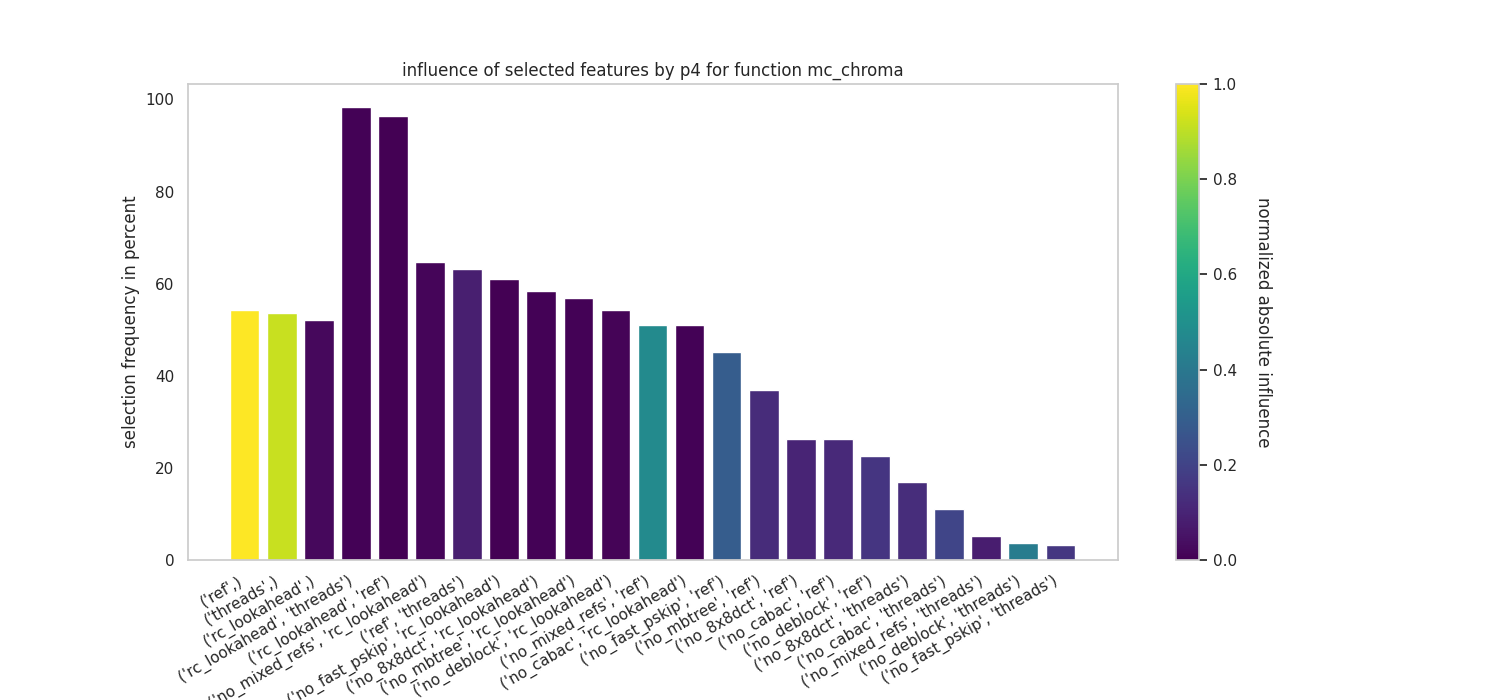 influence of selected features by p4 for function mc_chroma
selection frequency in percent
100
80
60
40
20
0
('ref',)
('threads',)
('rc_lookahead',)
('rc_lookahead', 'threads')
('rc_lookahead', 'ref')
('no_mixed_refs', 'rc_lookahead')
('ref', 'threads')
('no_fast_pskip', 'rc_lookahead')
('no_8x8dct', 'rc_lookahead')
('no_mbtree', 'rc_lookahead')
('no_deblock', 'rc_lookahead')
('no_mixed_refs', 'ref')
('no_cabac', 'rc_lookahead')
('no_fast_pskip', 'ref')
('no_mbtree', 'ref')
('no_8x8dct', 'ref')
('no_cabac', 'ref')
('no_deblock', 'ref')
('no_8x8dct', 'threads')
('no_cabac', 'threads')
('no_mixed_refs', 'threads')
('no_deblock', 'threads')
('no_fast_pskip', 'threads')
1.0
0.8
0.6
0.4
0.2
0.0
normalized absolute influence